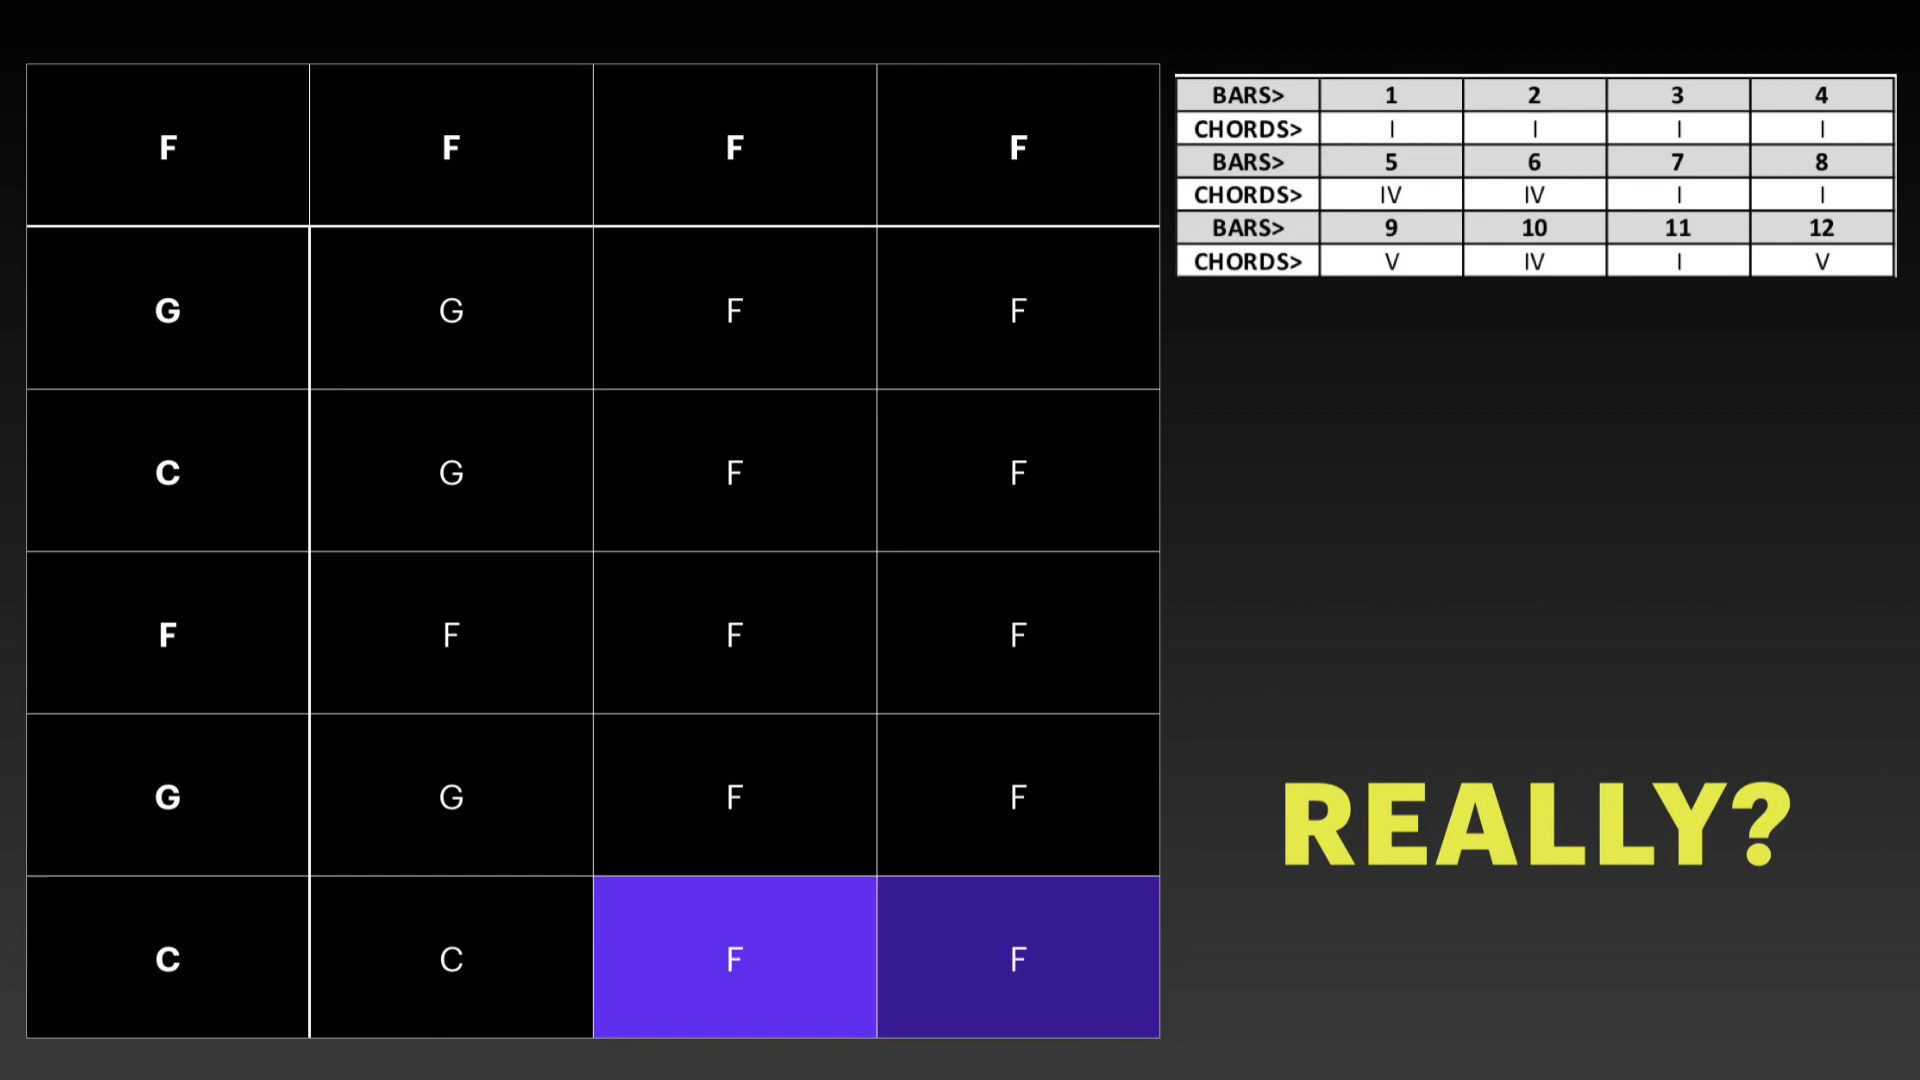 F F F F
G G F F
C G F F
F F F F
G G F F
C C F F
BARS> 1 2 3 4
CHORDS> I I I I
BARS> 5 6 7 8
CHORDS> IV IV I I
BARS> 9 10 11 12
CHORDS> V IV I V
REALLY?